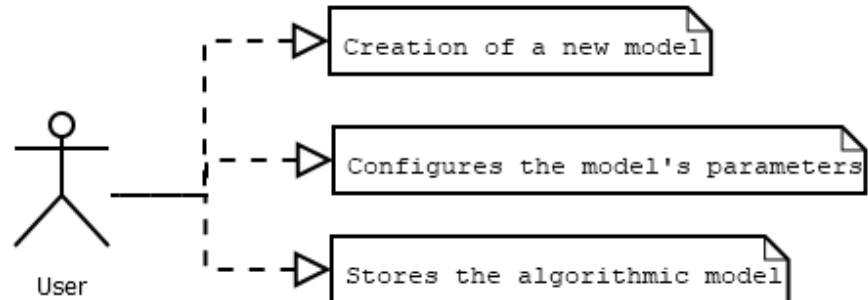 Creation of a new model
Configures the model's parameters
Stores the algorithmic model
User